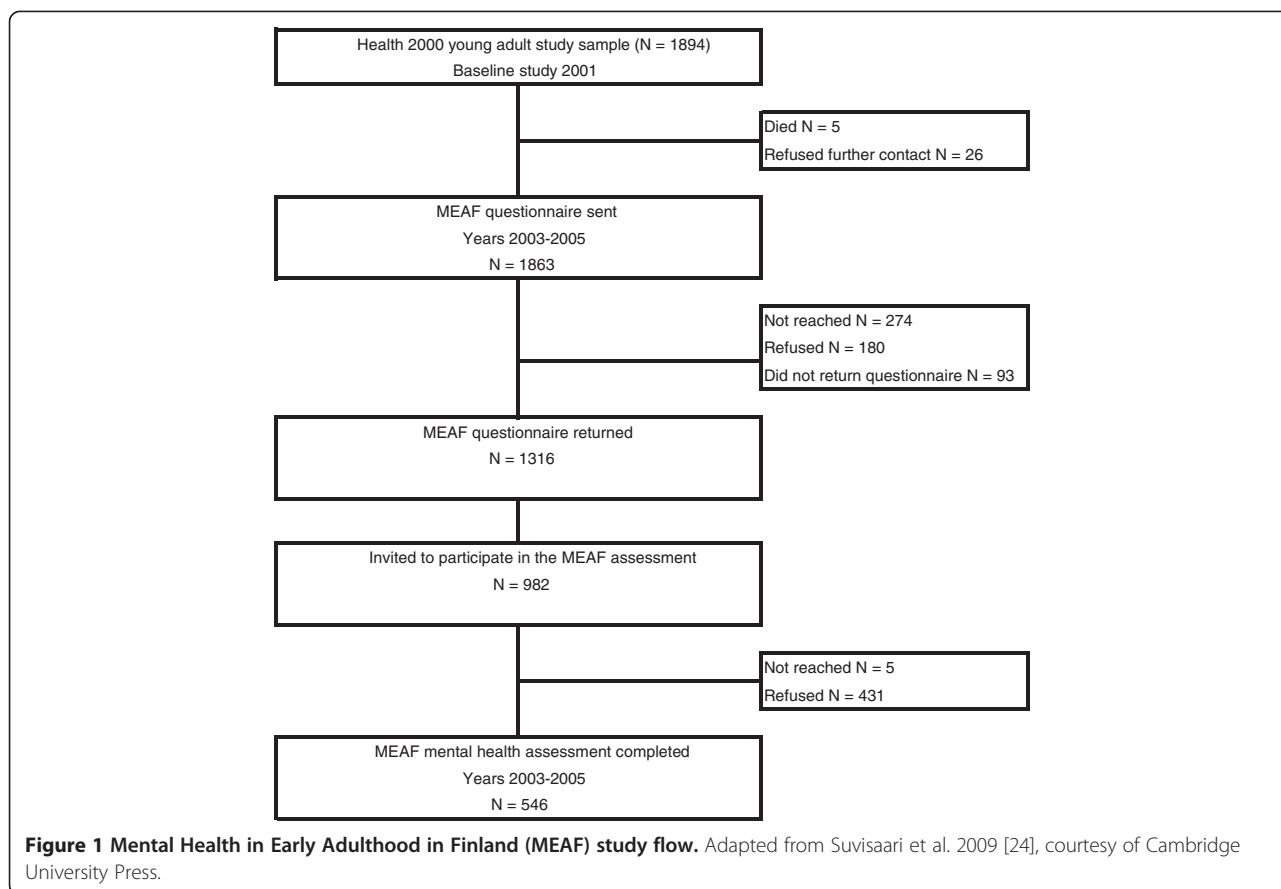 Health 2000 young adult study sample (N = 1894)
Baseline study 2001
Died N = 5
Refused further contact N = 26
MEAF questionnaire sent
Years 2003-2005
N = 1863
Not reached N = 274
Refused N = 180
Did not return questionnaire N = 93
MEAF questionnaire returned
N = 1316
Invited to participate in the MEAF assessment
N = 982
Not reached N = 5
Refused N = 431
MEAF mental health assessment completed
Years 2003-2005
N = 546
Figure 1 Mental Health in Early Adulthood in Finland (MEAF) study flow. Adapted from Suvisaari et al. 2009 [24], courtesy of Cambridge
University Press.